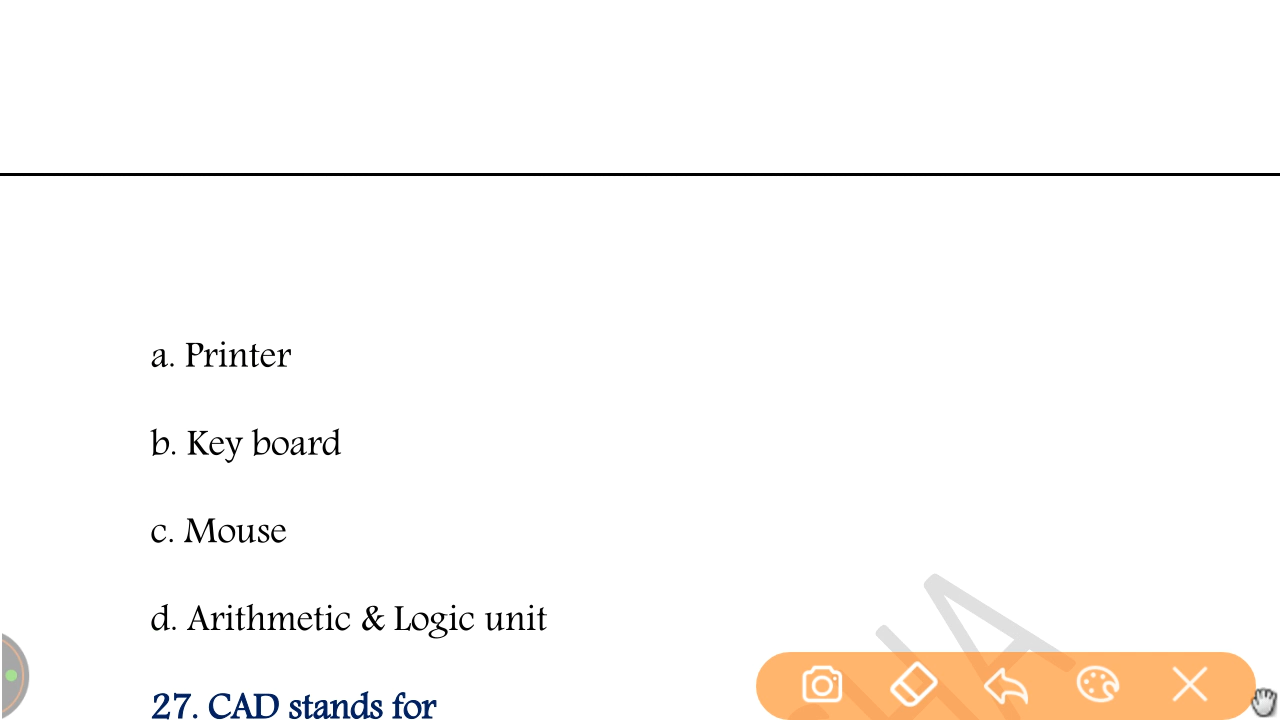 a. Printer
b. Key board
c. Mouse
d. Arithmetic & Logic unit
27. CAD stands for